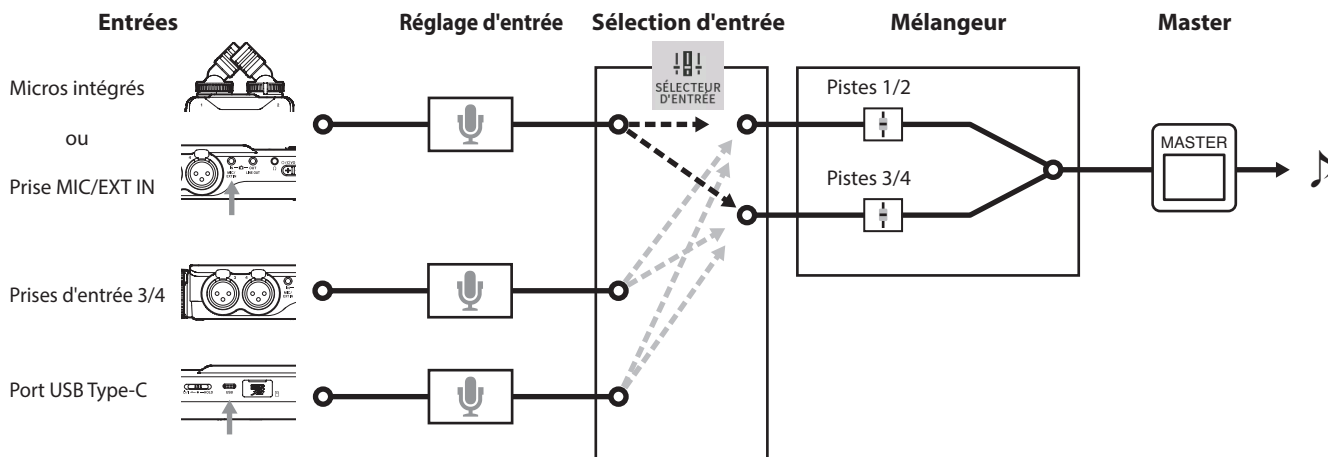 Entrées
Réglage d'entrée
Sélection d'entrée
Mélangeur
Master
Micros intégrés
ou
Prise MIC/EXT IN
Prises d'entrée 3/4
Port USB Type-C
SÉLECTEUR
D'ENTRÉE
Pistes 1/2
Pistes 3/4
MASTER